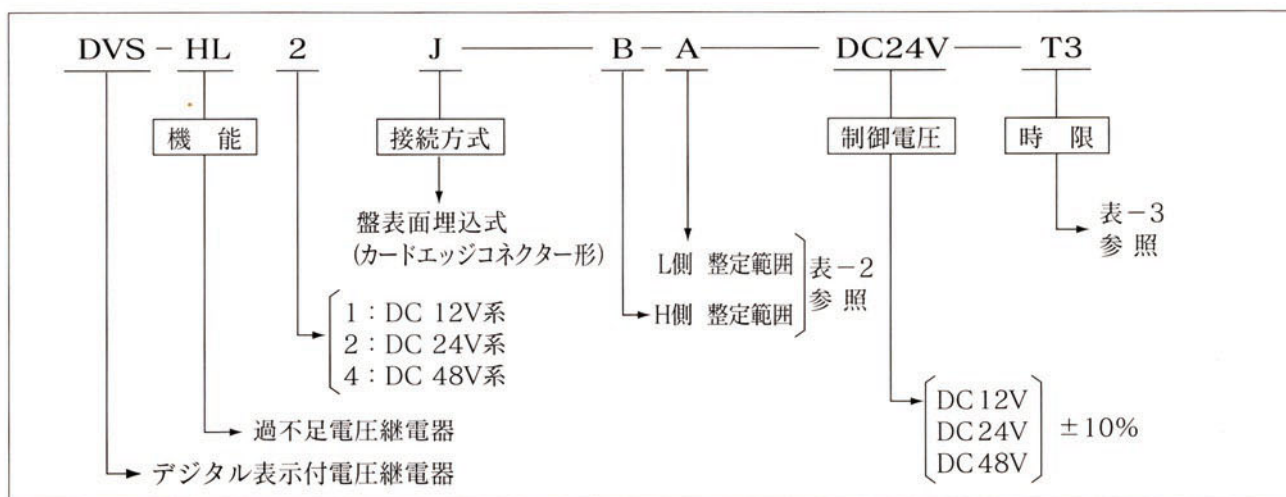 DVS-HL 2 J B-A DC24V T3
機 能
接続方式
制御電圧
時 限
盤表面埋込式
(カードエッジコネクター形)
表-3
参 照
L側 整定範囲
H側 整定範囲
表-2
参 照
1:DC 12V系
2:DC 24V系
4:DC 48V系
DC12V
DC24V
DC48V
±10%
過不足電圧継電器
デジタル表示付電圧継電器